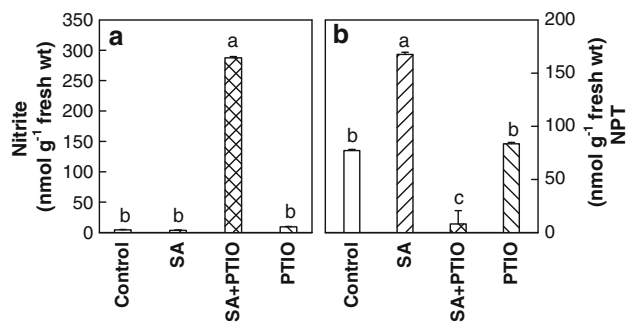 Nitrite
(nmol g-1 fresh wt)
350
300
250
200
150
100
50
0
a
b
b
a
b
Control
SA
SA+PTIO
PTIO
b
b
a
c
b
Control
SA
SA+PTIO
PTIO
200
150
100
50
0
(nmol g-1 fresh wt)
NPT